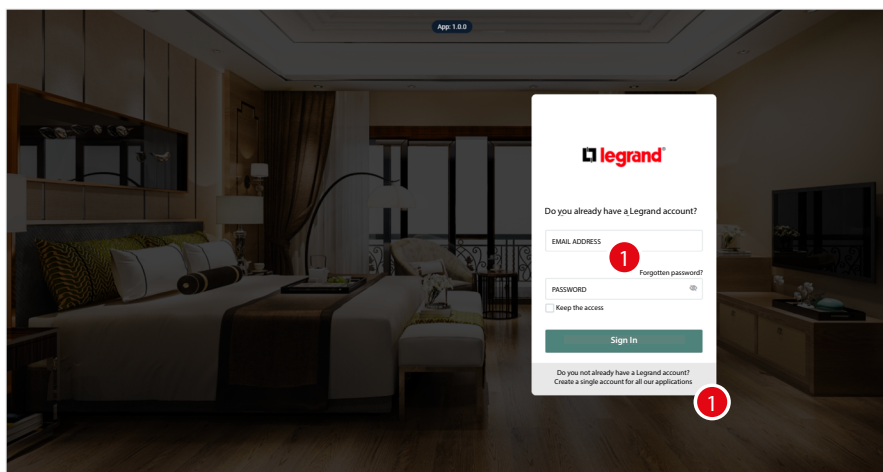 App: 1.0.0
legrand®
Do you already have a Legrand account?
EMAIL ADDRESS
1
Forgotten password?
PASSWORD
Keep the access
Sign In
Do you not already have a Legrand account?
Create a single account for all our applications
1